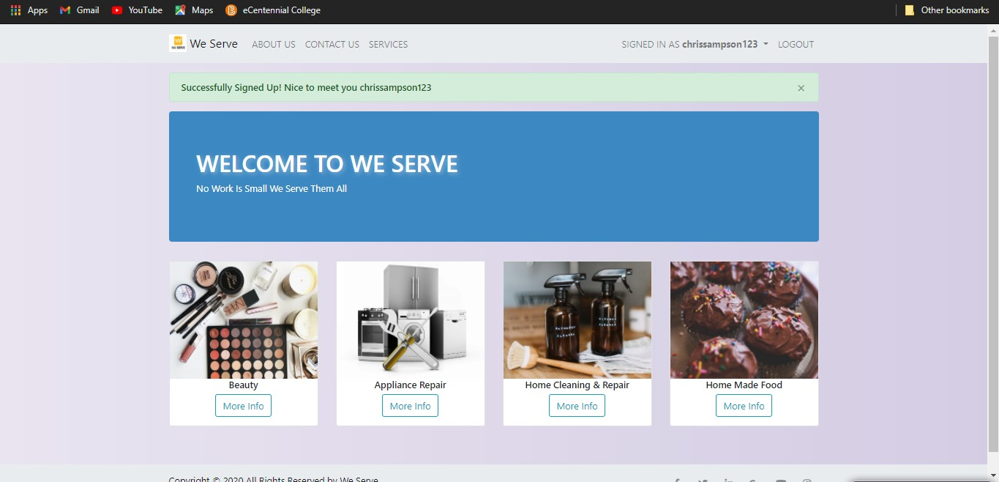 Apps Gmail YouTube Maps eCentennial College Other bookmarks
We Serve ABOUT US CONTACT US SERVICES SIGNED IN AS chrissampson123 LOGOUT
Successfully Signed Up! Nice to meet you chrissampson123 ×
WELCOME TO WE SERVE
No Work Is Small We Serve Them All
Beauty Appliance Repair Home Cleaning & Repair Home Made Food
More Info More Info More Info More Info
Copyright © 2020 All Rights Reserved by We Serve